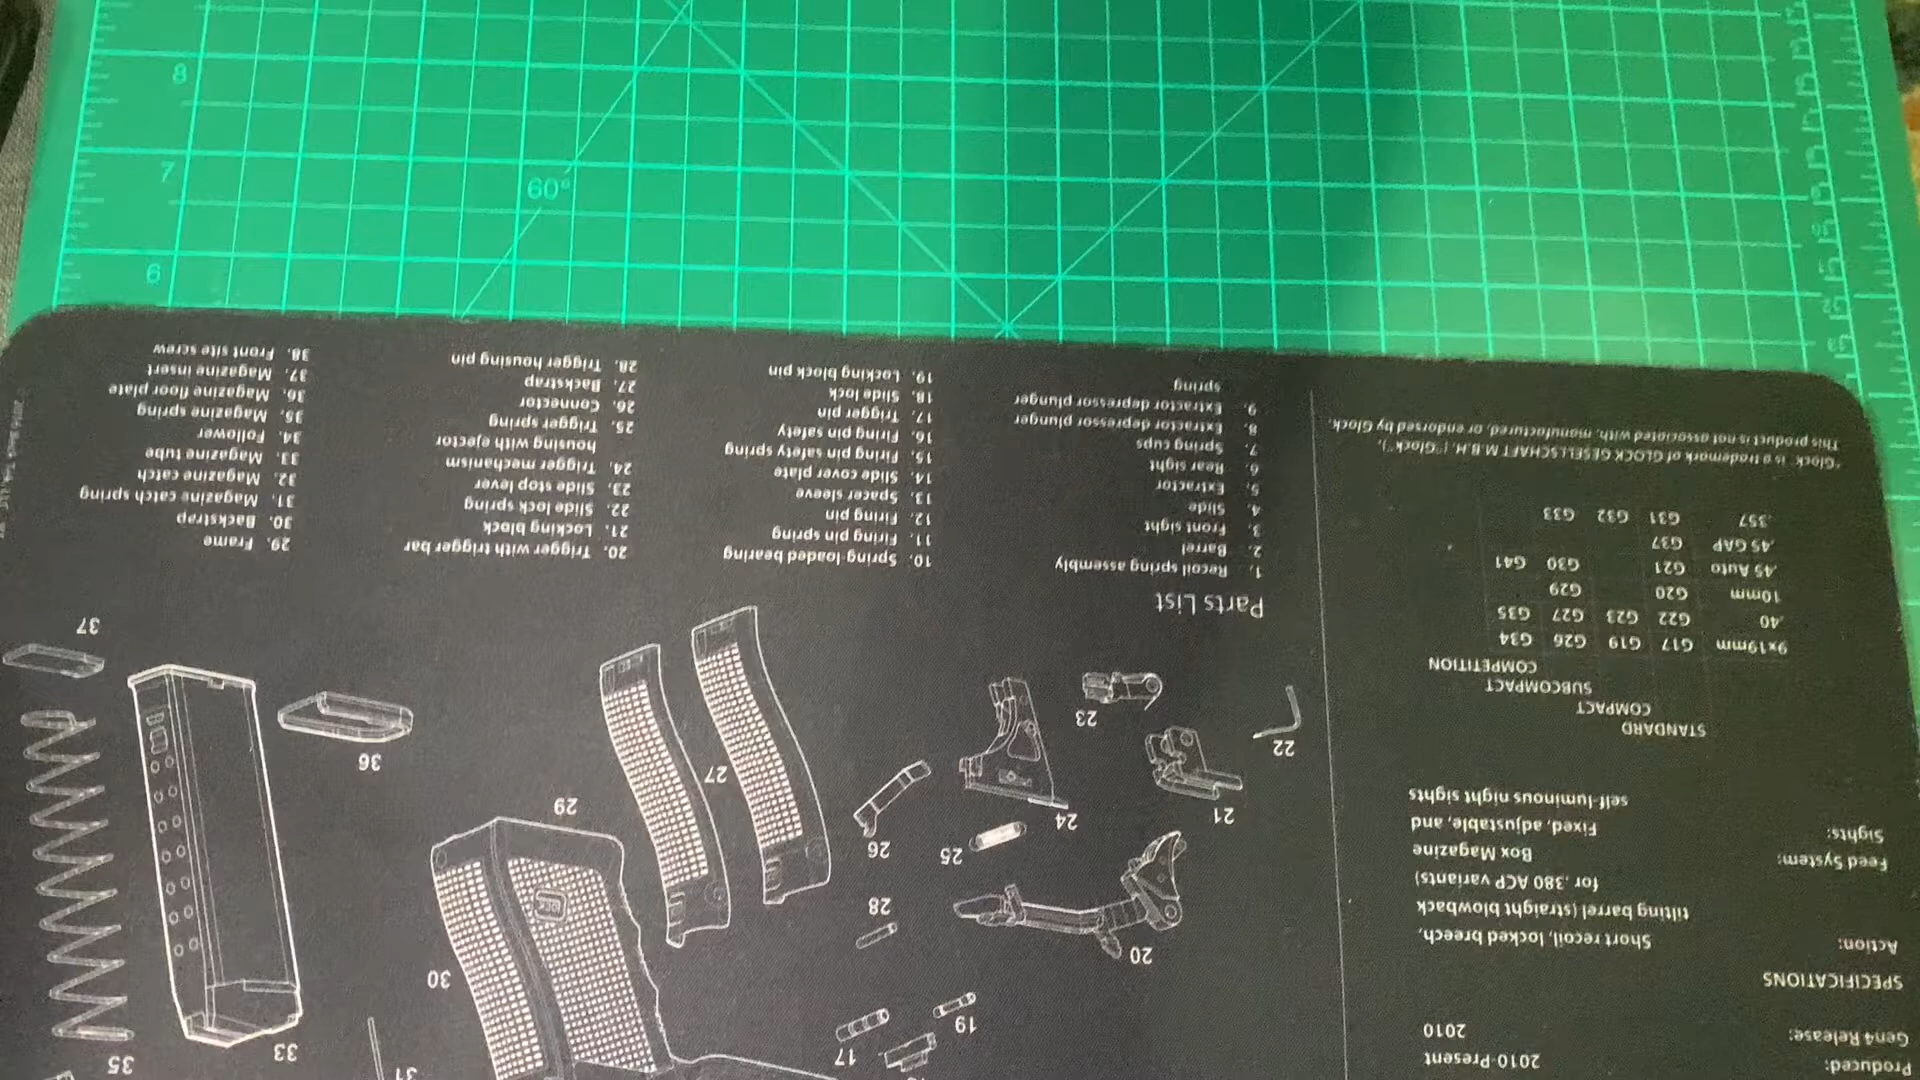 Produced: 2010-Present
Gen4 Release: 2010
SPECIFICATIONS
Action: Short recoil, locked breech,
tilting barrel (straight blowback
for .380 ACP variants)
Feed System: Box Magazine
Sights: Fixed, adjustable, and
self-luminous night sights
STANDARD
COMPACT
SUBCOMPACT
COMPETITION
9x19mm G17 G19 G26 G34
.40 G22 G23 G27 G35
10mm G20 G29
.45 Auto G21 G30 G41
.45 GAP G37
.357 G31 G32 G33
"Glock" is a trademark of GLOCK GESELLSCHAFT M.B.H. ("Glock").
This product is not associated with, manufactured, or endorsed by Glock.
Parts List
1. Recoil spring assembly
2. Barrel
3. Front sight
4. Slide
5. Extractor
6. Rear sight
7. Spring cups
8. Extractor depressor plunger
9. Extractor depressor plunger
spring
10. Spring loaded bearing
11. Firing pin spring
12. Firing pin
13. Spacer sleeve
14. Slide cover plate
15. Firing pin safety spring
16. Firing pin safety
17. Trigger pin
18. Slide lock
19. Locking block pin
20. Trigger with trigger bar
21. Locking block
22. Slide lock spring
23. Slide stop lever
24. Trigger mechanism
housing with ejector
25. Trigger spring
26. Connector
27. Backstrap
28. Trigger housing pin
29. Frame
30. Backstrap
31. Magazine catch spring
32. Magazine catch
33. Magazine tube
34. Follower
35. Magazine spring
36. Magazine floor plate
37. Magazine insert
38. Front site screw
17
19
20
21
22
23
24
25
26
27
28
29
30
31
33
35
36
37
60°
8
7
6